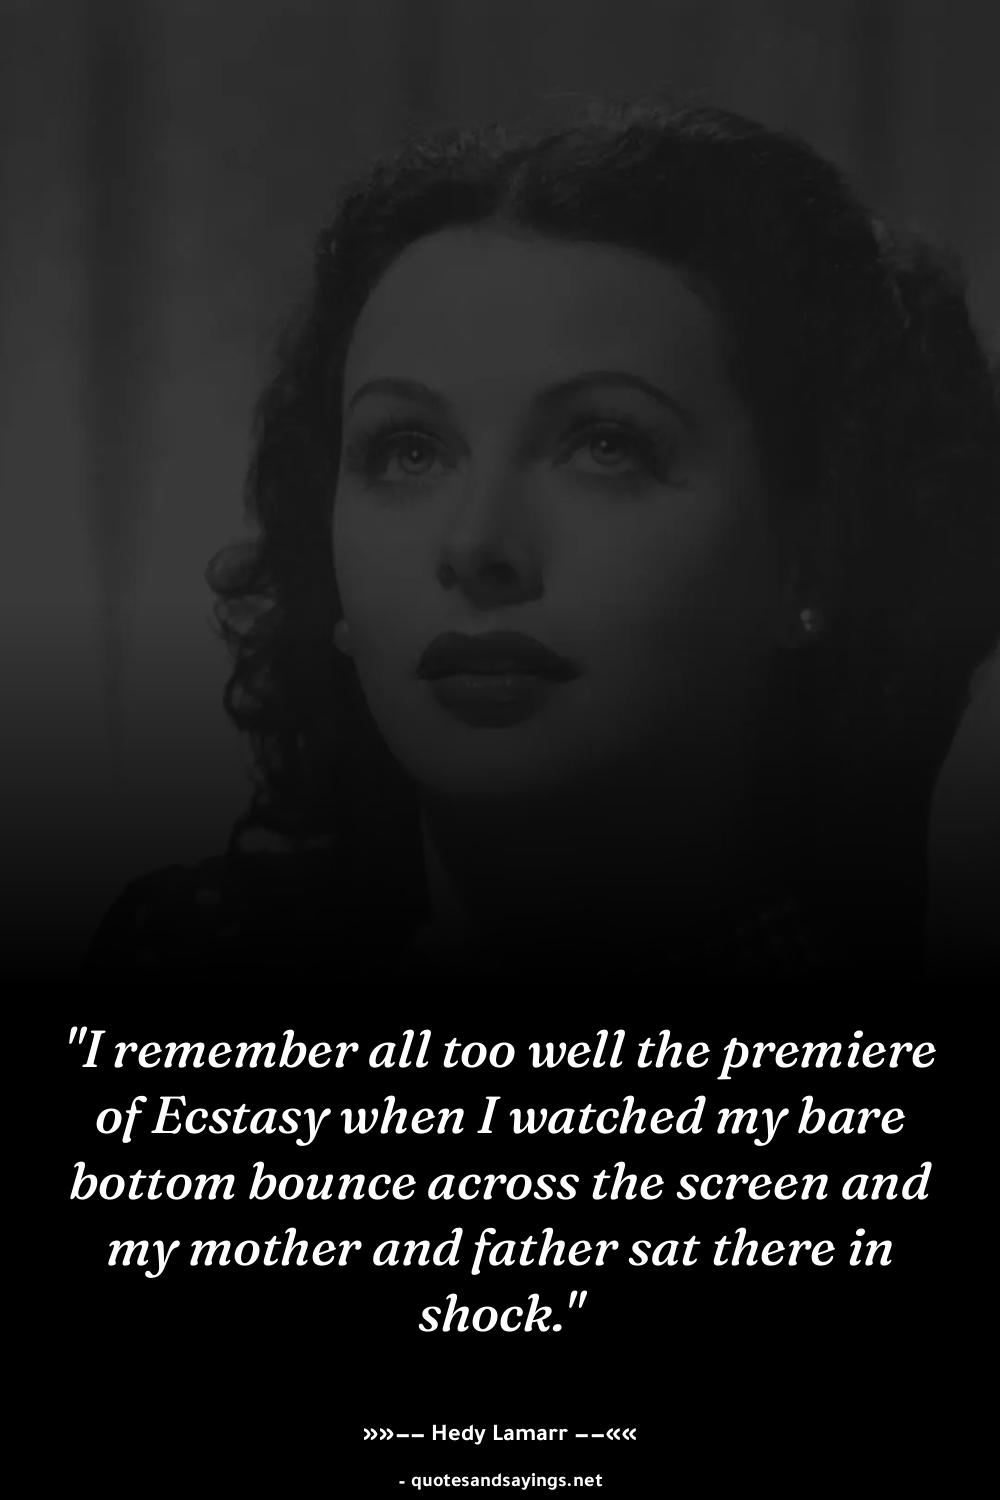 "I remember all too well the premiere
of Ecstasy when I watched my bare
bottom bounce across the screen and
my mother and father sat there in
shock."
»»−− Hedy Lamarr −−««
- quotesandsayings.net